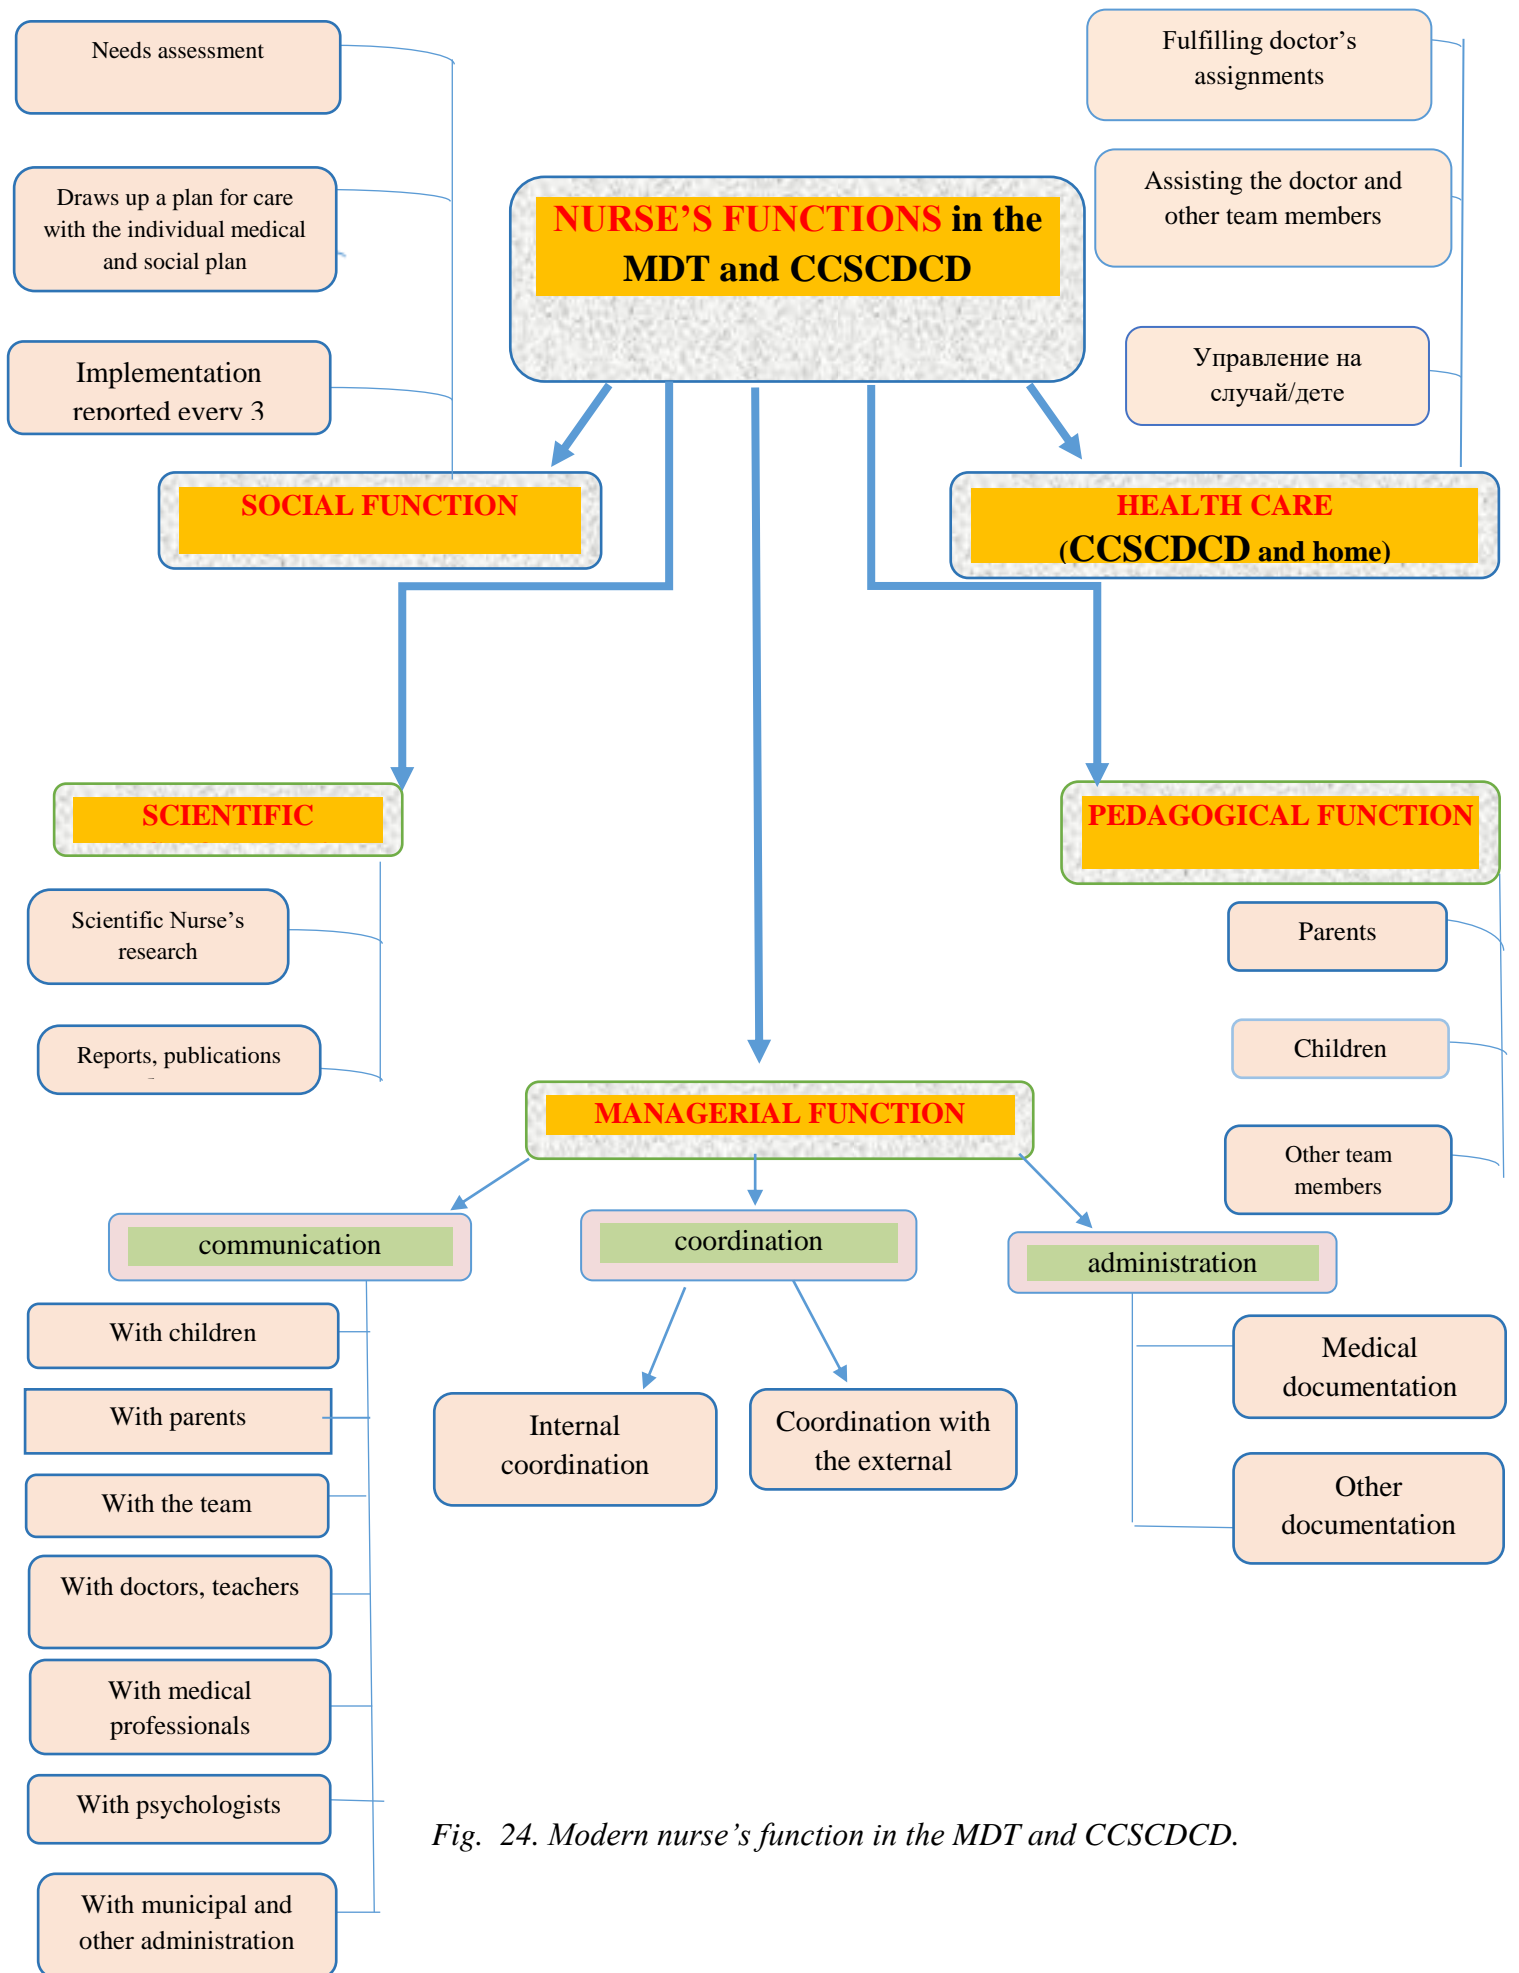 Needs assessment
Draws up a plan for care
with the individual medical
and social plan
Implementation
reported every 3
NURSE’S FUNCTIONS in the
MDT and CCSCDCD
Fulfilling doctor’s
assignments
Assisting the doctor and
other team members
Управление на
случай/дете
SOCIAL FUNCTION
HEALTH CARE
(CCSCDCD and home)
SCIENTIFIC
Scientific Nurse’s
research
Reports, publications
PEDAGOGICAL FUNCTION
Parents
Children
Other team
members
MANAGERIAL FUNCTION
communication
With children
With parents
With the team
With doctors, teachers
With medical
professionals
With psychologists
With municipal and
other administration
coordination
Internal
coordination
Coordination with
the external
administration
Medical
documentation
Other
documentation
Fig. 24. Modern nurse’s function in the MDT and CCSCDCD.